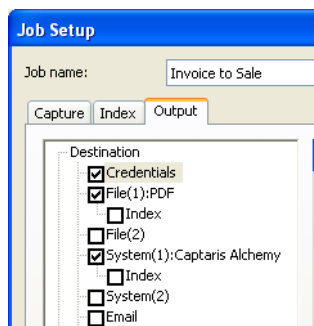 Job Setup
Job name: Invoice to Sale
Capture Index Output
Destination
Credentials
File(1):PDF
Index
File(2)
System(1):Captaris Alchemy
Index
System(2)
Email